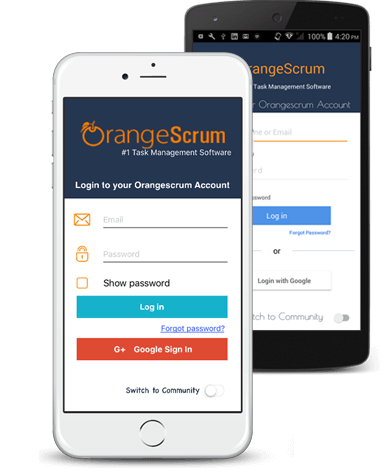 OrangeScrum
#1 Task Management Software
Login to your Orangescrum Account
Email
Password
Show password
Log in
Forgot password?
G+ Google Sign In
Switch to Community
100% 4:20 PM
rangeScrum
Task Management Software
r Orangescrum Account
me or Email
rd
ssword
Log in
Forgot Password?
or
Login with Google
tch to Community